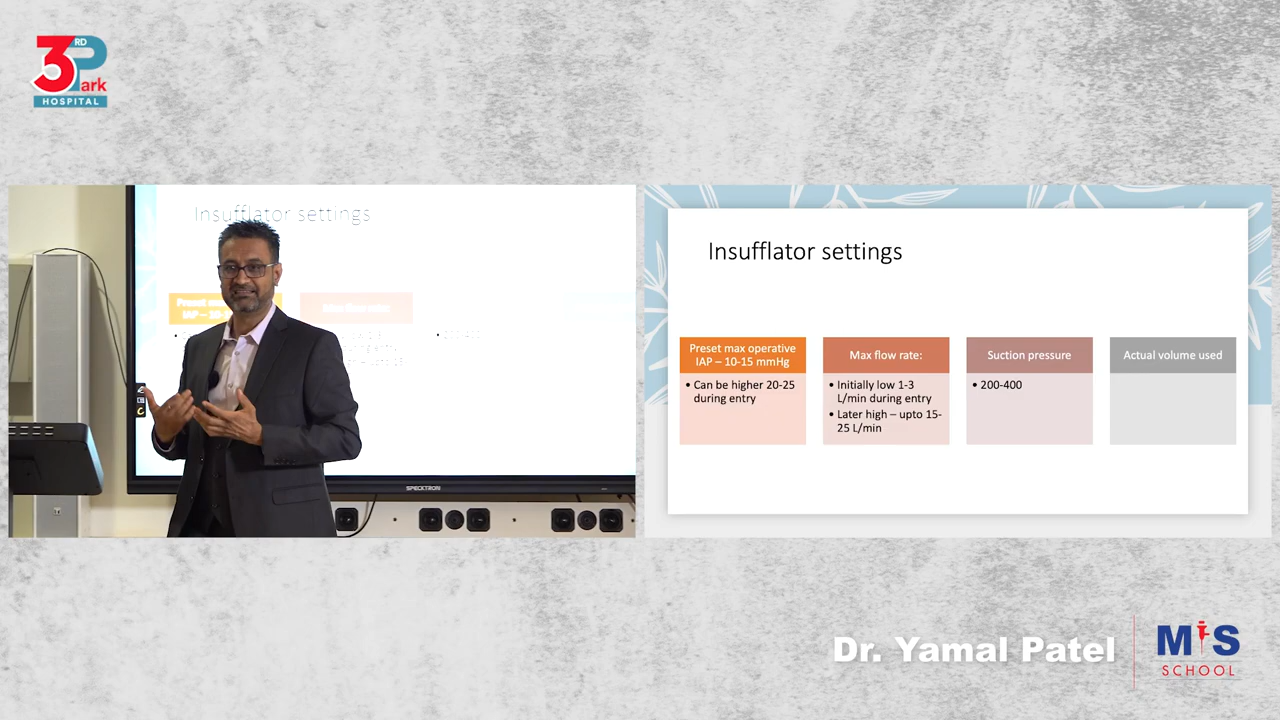 3RD Park
HOSPITAL
Insufflator settings
SPECKTRON
Insufflator settings
Preset max operative
IAP – 10-15 mmHg
• Can be higher 20-25
during entry
Max flow rate:
• Initially low 1-3
L/min during entry
• Later high – upto 15-
25 L/min
Suction pressure
• 200-400
Actual volume used
Dr. Yamal Patel
MIS
SCHOOL